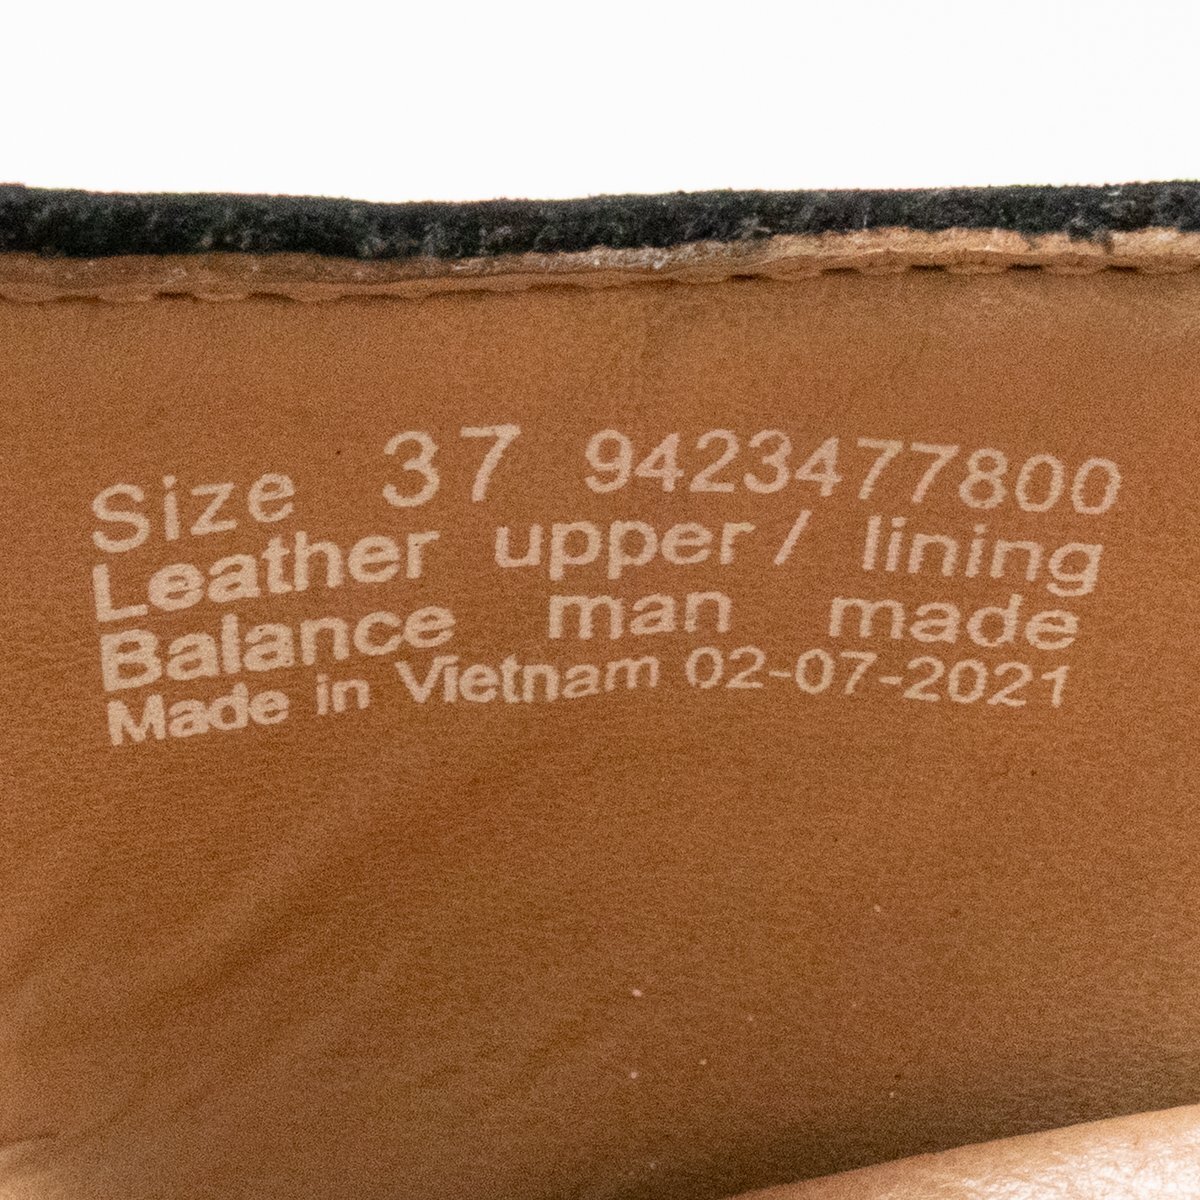 Size 37 9423477800
Leather upper / lining
Balance man made
Made in Vietnam 02-07-2021